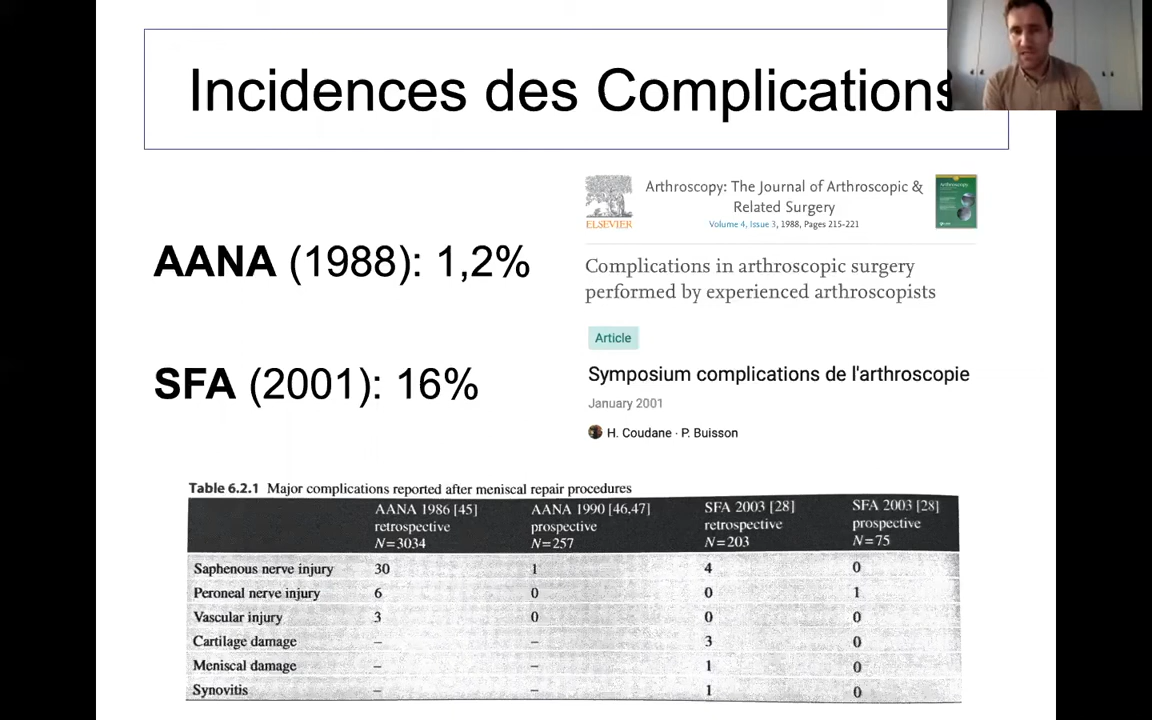 Incidences des Complications
AANA (1988): 1,2%
SFA (2001): 16%
ELSEVIER
Arthroscopy: The Journal of Arthroscopic &
Related Surgery
Volume 4, Issue 3, 1988, Pages 215-221
Arthroscopy
Complications in arthroscopic surgery
performed by experienced arthroscopists
Article
Symposium complications de l'arthroscopie
January 2001
H. Coudane · P. Buisson
Table 6.2.1 Major complications reported after meniscal repair procedures
AANA 1986 [45] retrospective N=3034 AANA 1990 [46,47] prospective N=257 SFA 2003 [28] retrospective N=203 SFA 2003 [28] prospective N=75
Saphenous nerve injury 30 1 4 0
Peroneal nerve injury 6 0 0 1
Vascular injury 3 0 0 0
Cartilage damage – – 3 0
Meniscal damage – – 1 0
Synovitis – – 1 0